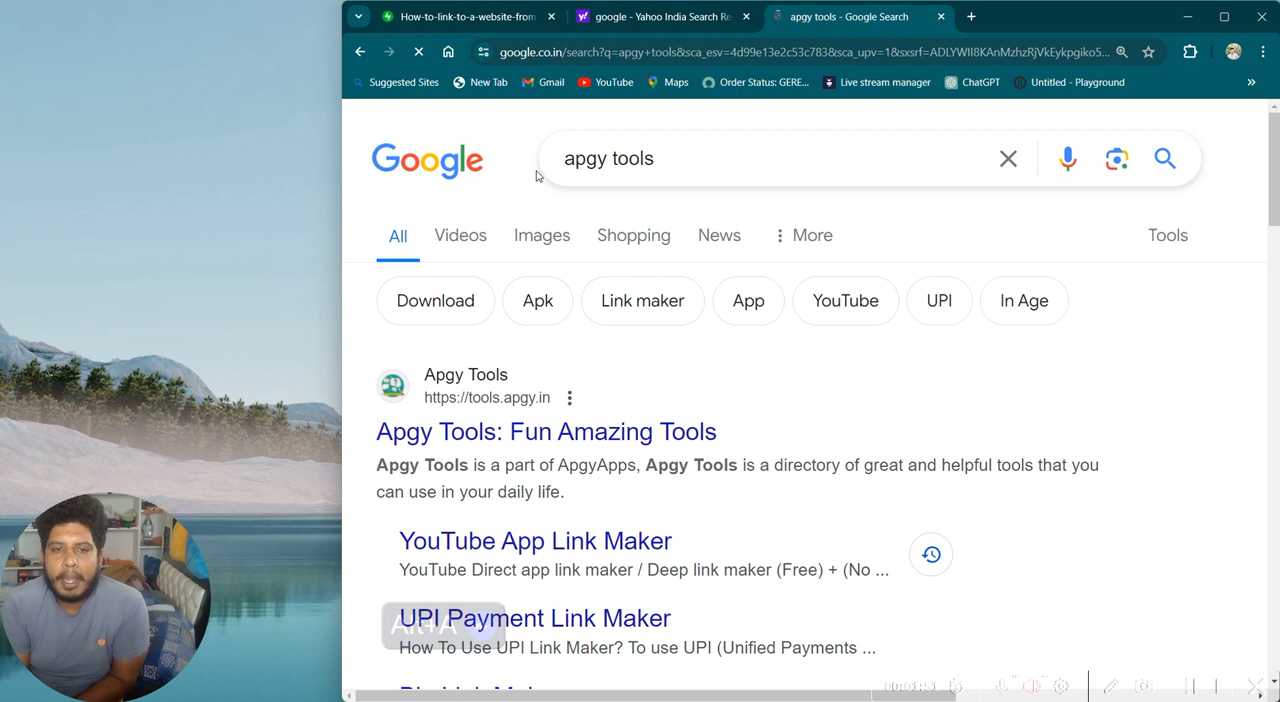 How-to-link-to-a-website-from
google - Yahoo India Search Re
apgy tools - Google Search
google.co.in/search?q=apgy+tools&sca_esv=4d99e13e2c53c783&sca_upv=1&sxsrf=ADLYWIl8KAnMzhzRjVkEykpgiko5...
Suggested Sites
New Tab
Gmail
YouTube
Maps
Order Status: GERE...
Live stream manager
ChatGPT
Untitled - Playground
Google
apgy tools
All
Videos
Images
Shopping
News
More
Tools
Download
Apk
Link maker
App
YouTube
UPI
In Age
Apgy Tools
https://tools.apgy.in
Apgy Tools: Fun Amazing Tools
Apgy Tools is a part of ApgyApps, Apgy Tools is a directory of great and helpful tools that you
can use in your daily life.
YouTube App Link Maker
YouTube Direct app link maker / Deep link maker (Free) + (No ...
UPI Payment Link Maker
Alt+A
How To Use UPI Link Maker? To use UPI (Unified Payments ...